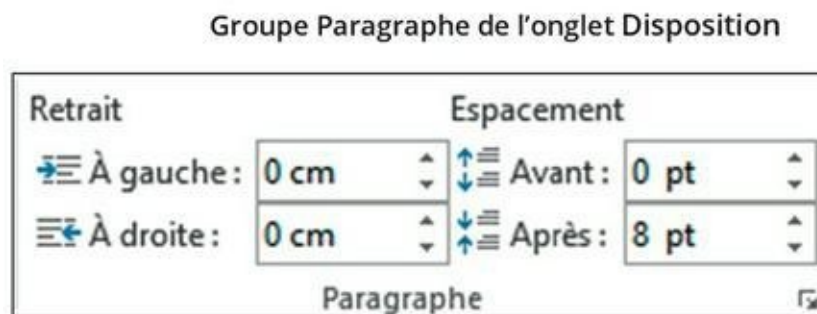 Groupe Paragraphe de l'onglet Disposition
Retrait Espacement
À gauche : 0 cm Avant : 0 pt
À droite : 0 cm Après : 8 pt
Paragraphe